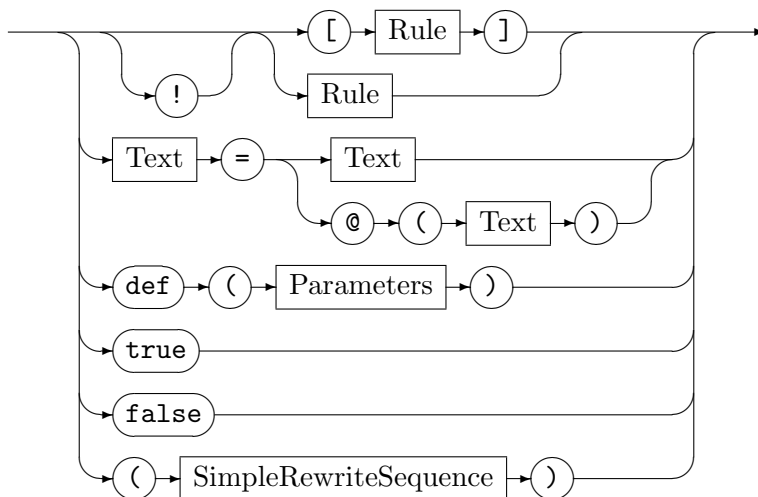 [ Rule ]
! Rule
Text = Text
@ ( Text )
def ( Parameters )
true
false
( SimpleRewriteSequence )